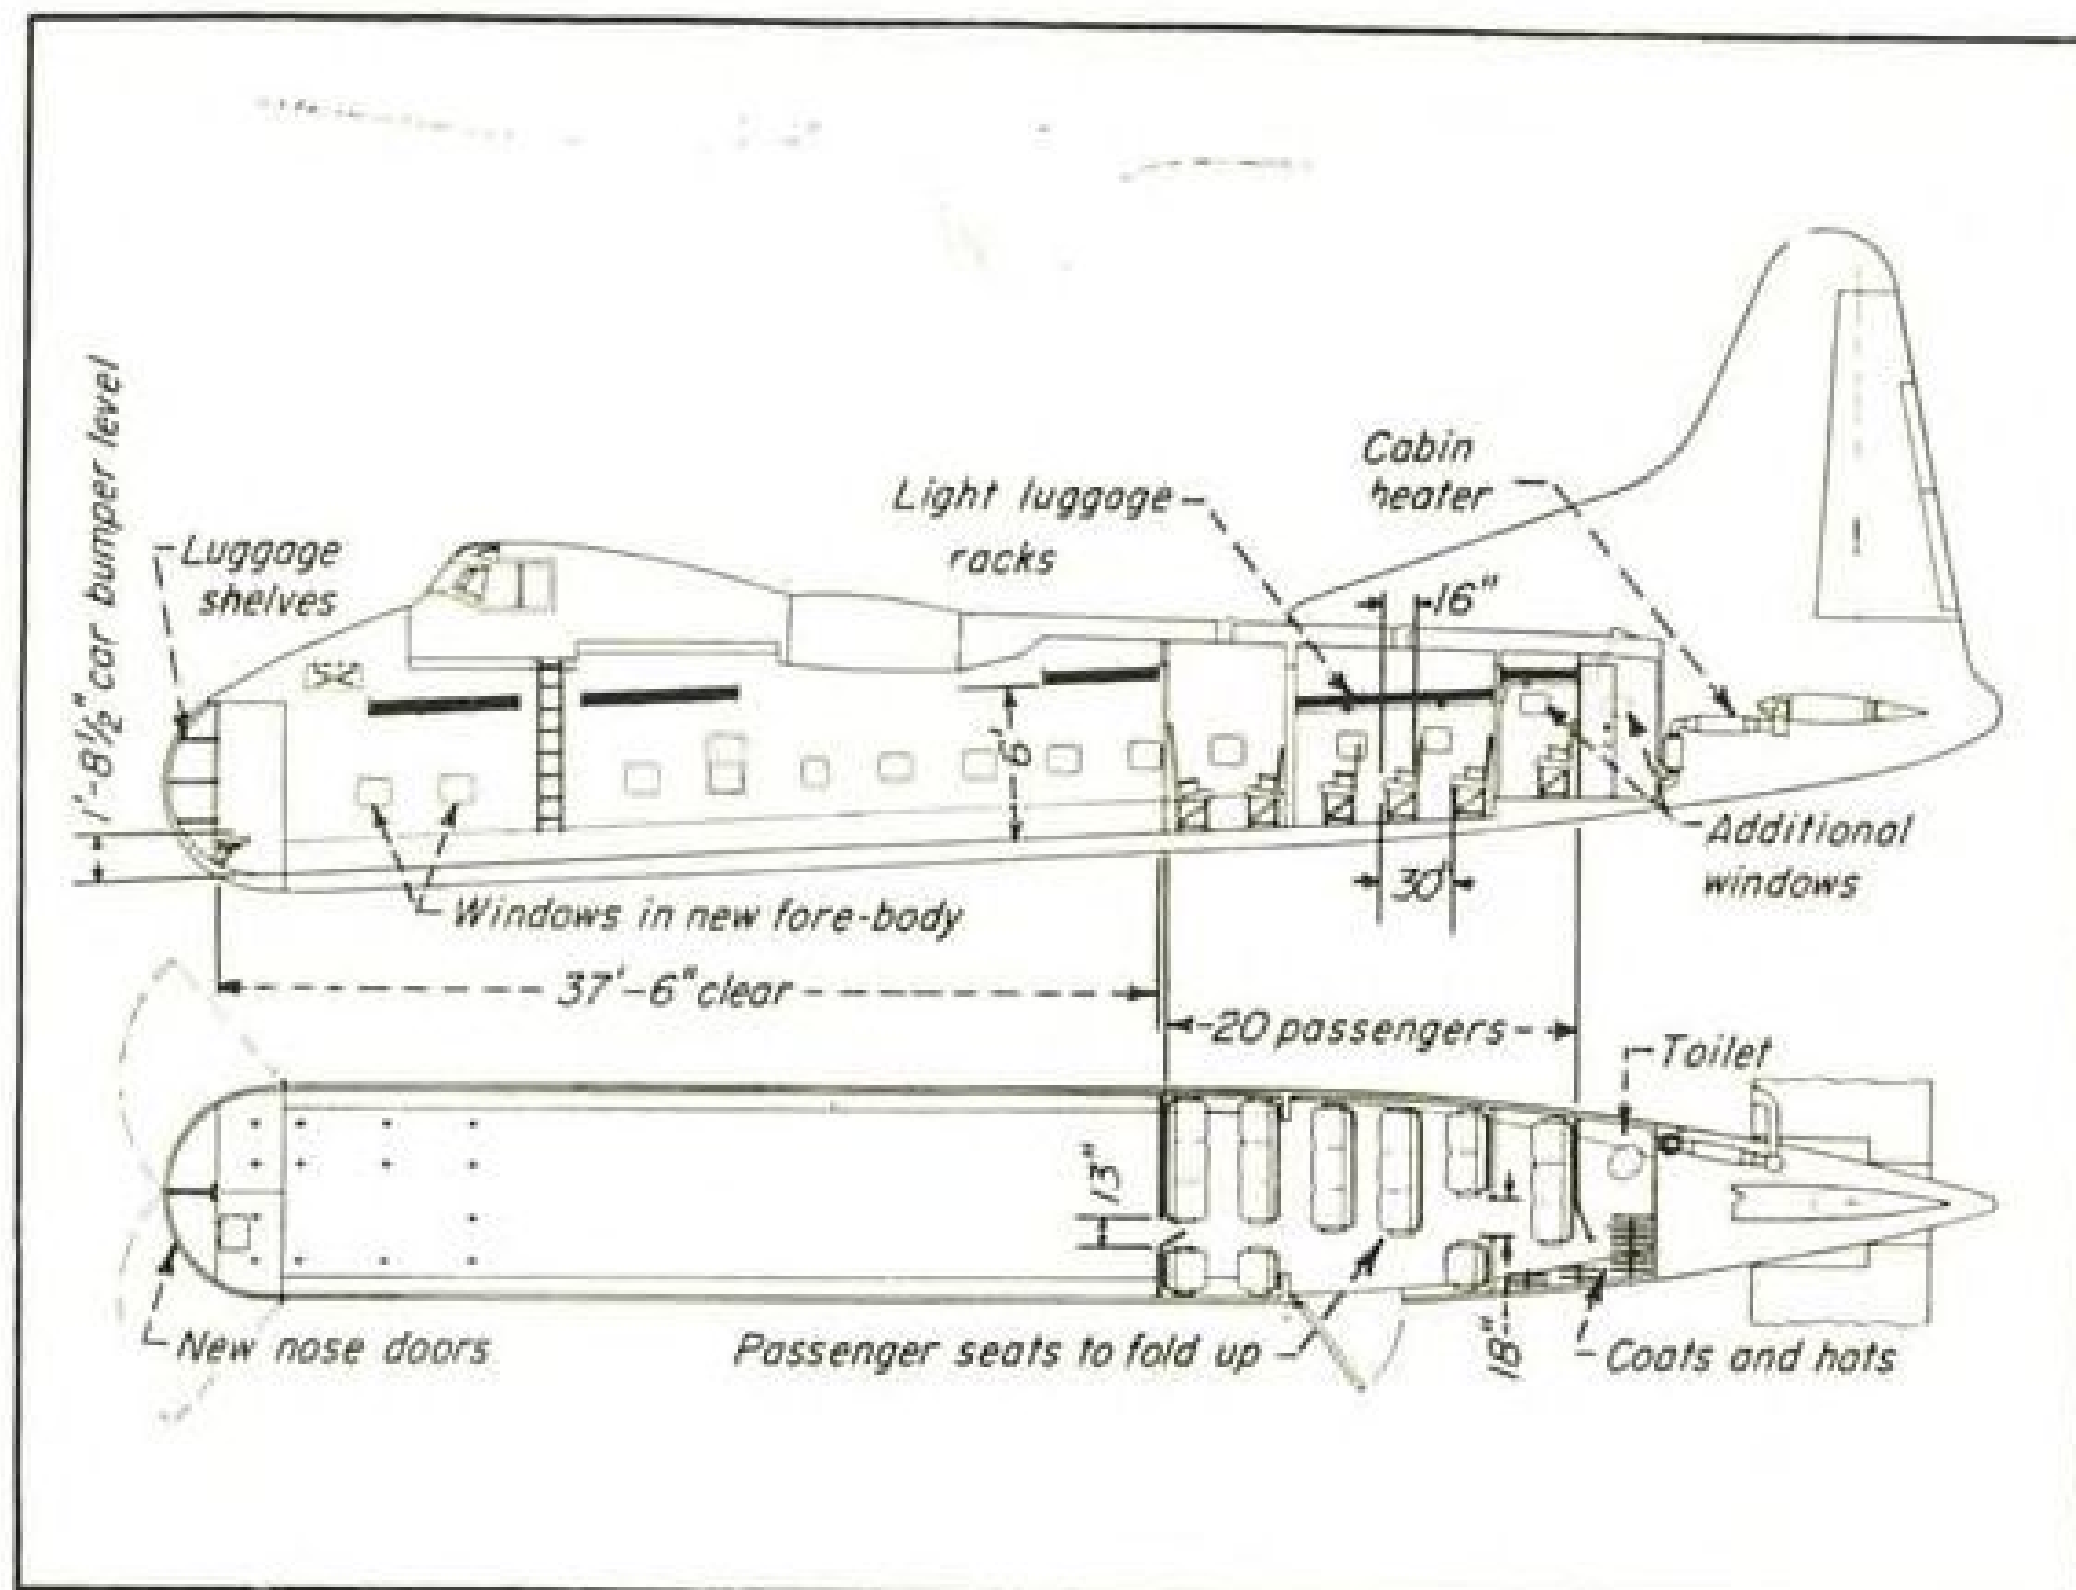 1'-8½" car bumper level
Luggage
shelves
Light luggage
racks
Cabin
heater
16"
6'
30"
Additional
windows
Windows in new fore-body
37'-6" clear
20 passengers
Toilet
13"
18"
New nose doors
Passenger seats to fold up
Coats and hats